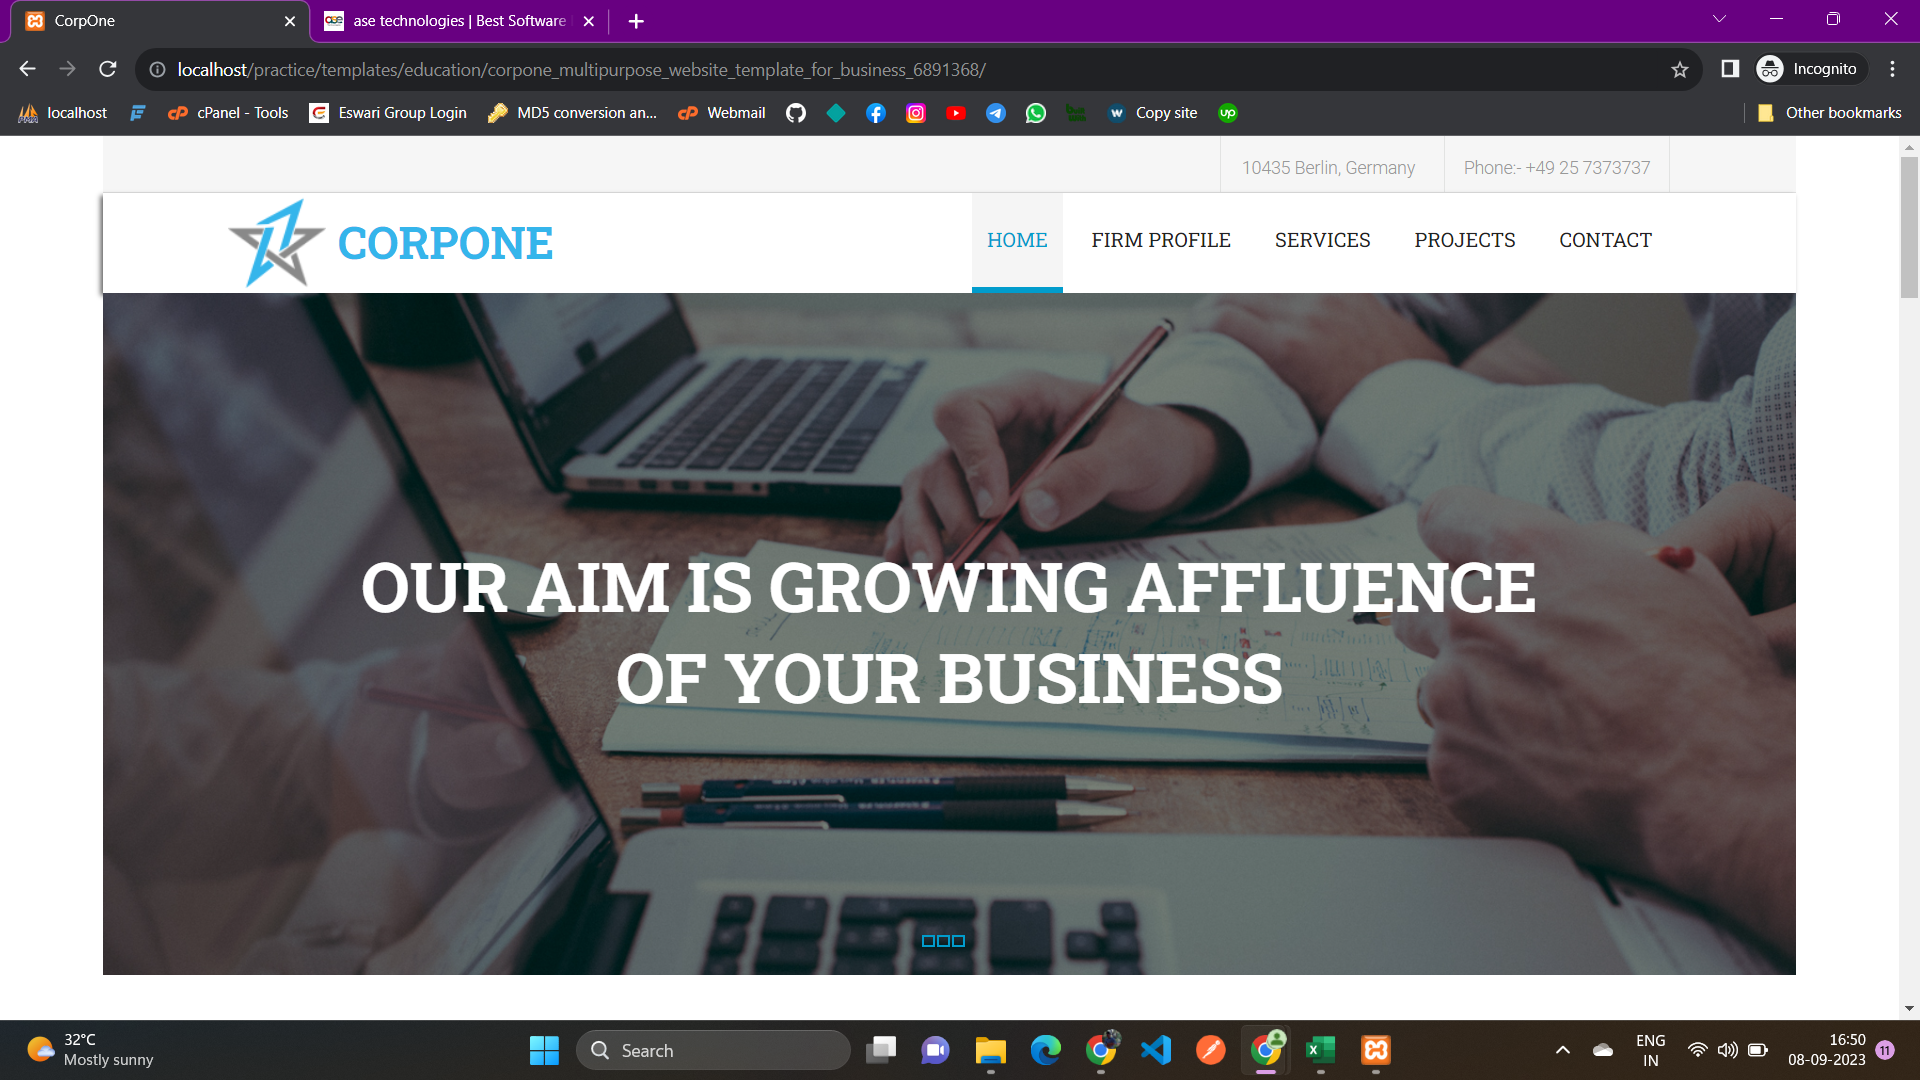 CorpOne
ase technologies | Best Software
localhost/practice/templates/education/corpone_multipurpose_website_template_for_business_6891368/
Incognito
localhost
cPanel - Tools
Eswari Group Login
MD5 conversion an...
Webmail
Copy site
Other bookmarks
10435 Berlin, Germany
Phone:- +49 25 7373737
CORPONE
HOME
FIRM PROFILE
SERVICES
PROJECTS
CONTACT
OUR AIM IS GROWING AFFLUENCE
OF YOUR BUSINESS
32°C
Mostly sunny
Search
ENG
IN
16:50
08-09-2023
11